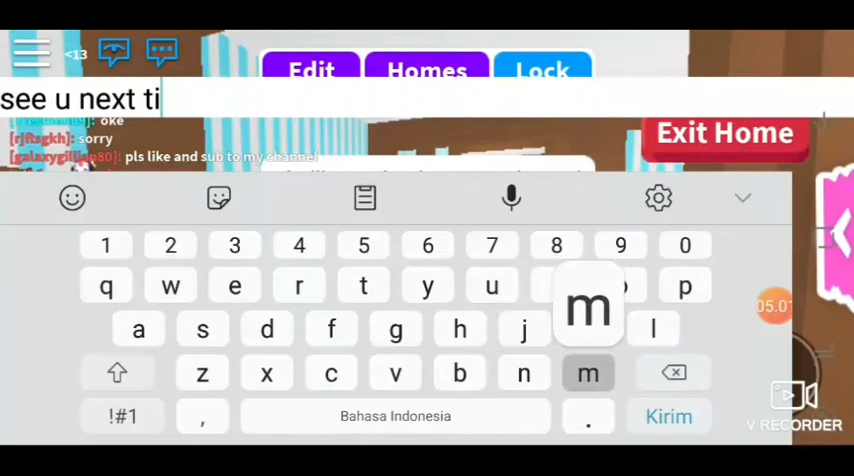 <13
Edit Homes Lock
see u next ti
oke
[rjftsgkh]: sorry
pls like and sub to my channel
Exit Home
1 2 3 4 5 6 7 8 9 0
q w e r t y u p
m
a s d f g h j l
z x c v b n m
!#1 , Bahasa Indonesia . Kirim
05.01
V RECORDER